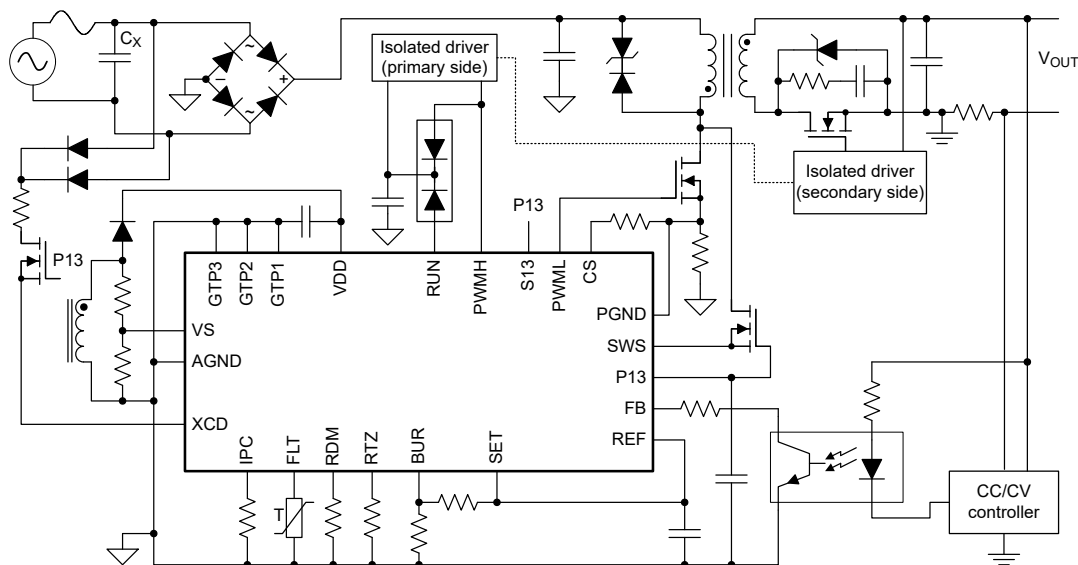 CX
~
−
+
~
Isolated driver
(primary side)
VOUT
Isolated driver
(secondary side)
P13
P13
GTP3
GTP2
GTP1
VDD
RUN
PWMH
S13
PWML
CS
VS
AGND
XCD
PGND
SWS
P13
FB
REF
IPC
FLT
RDM
RTZ
BUR
SET
T
CC/CV
controller